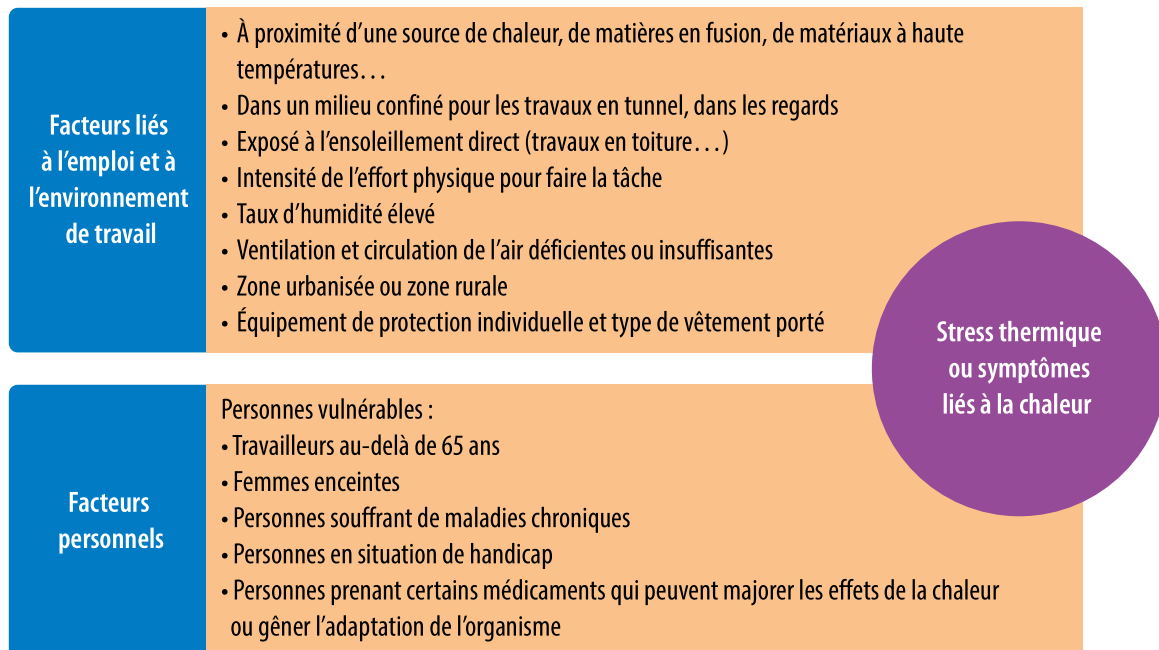 Facteurs liés
à l’emploi et à
l’environnement
de travail
• À proximité d’une source de chaleur, de matières en fusion, de matériaux à haute
températures…
• Dans un milieu confiné pour les travaux en tunnel, dans les regards
• Exposé à l’ensoleillement direct (travaux en toiture…)
• Intensité de l’effort physique pour faire la tâche
• Taux d’humidité élevé
• Ventilation et circulation de l’air déficientes ou insuffisantes
• Zone urbanisée ou zone rurale
• Équipement de protection individuelle et type de vêtement porté
Stress thermique
ou symptômes
liés à la chaleur
Facteurs
personnels
Personnes vulnérables :
• Travailleurs au-delà de 65 ans
• Femmes enceintes
• Personnes souffrant de maladies chroniques
• Personnes en situation de handicap
• Personnes prenant certains médicaments qui peuvent majorer les effets de la chaleur
ou gêner l’adaptation de l’organisme